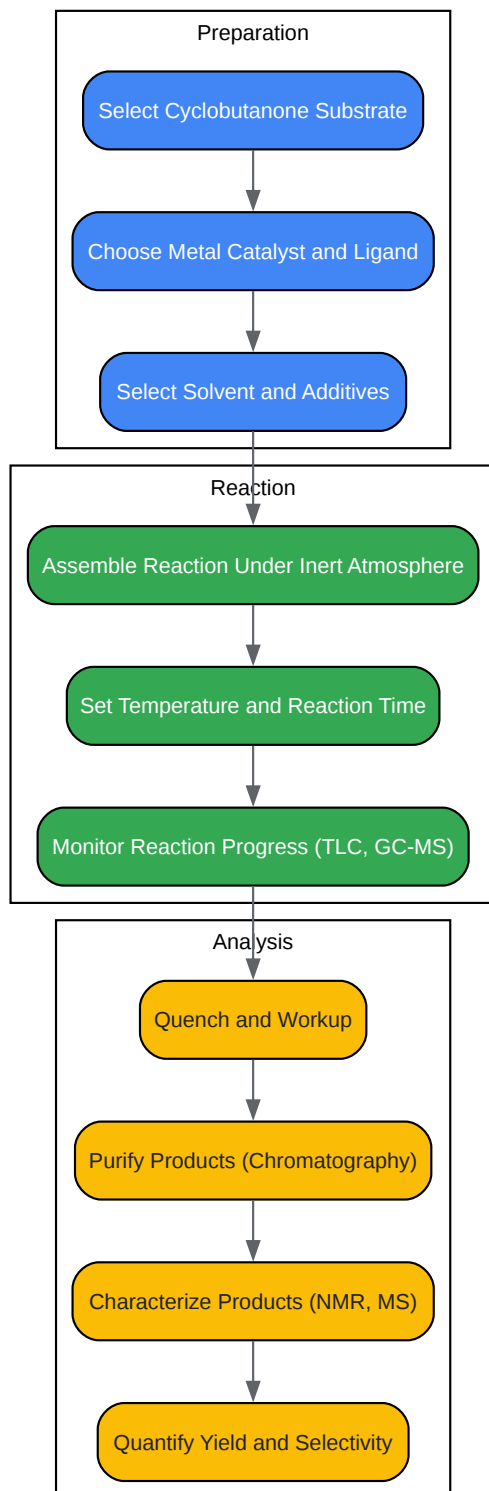 Preparation
Select Cyclobutanone Substrate
Choose Metal Catalyst and Ligand
Select Solvent and Additives
Reaction
Assemble Reaction Under Inert Atmosphere
Set Temperature and Reaction Time
Monitor Reaction Progress (TLC, GC-MS)
Analysis
Quench and Workup
Purify Products (Chromatography)
Characterize Products (NMR, MS)
Quantify Yield and Selectivity